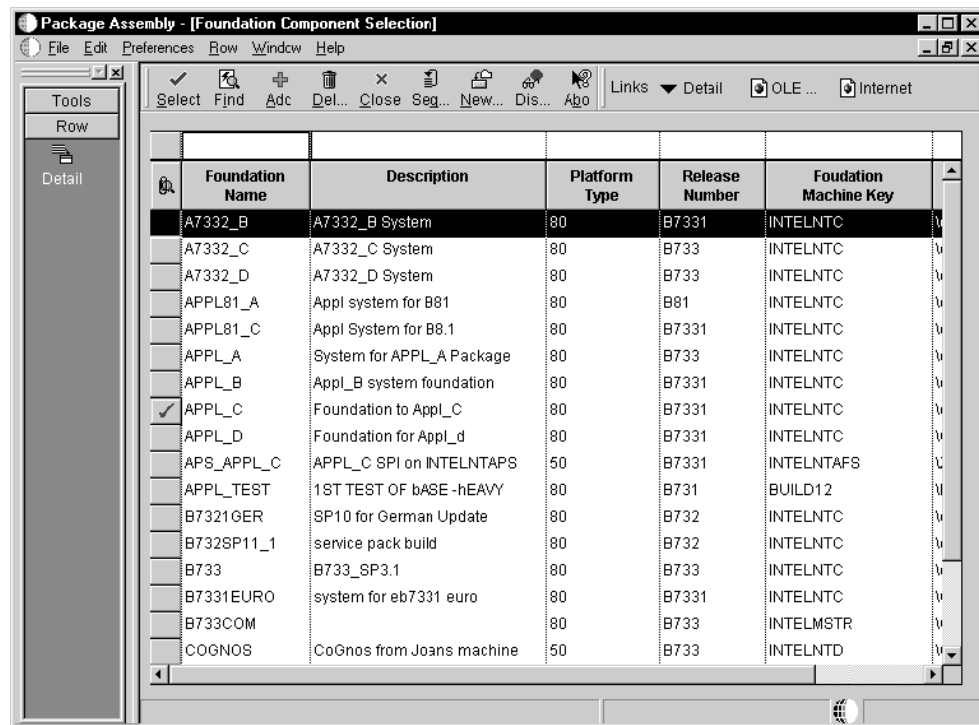 Package Assembly - [Foundation Component Selection]
File Edit Preferences Row Window Help
Tools
Row
Detail
Select Find Add Del... Close Seq... New... Dis... Abo Links Detail OLE ... Internet
Foundation Name Description Platform Type Release Number Foudation Machine Key
A7332_B A7332_B System 80 B7331 INTELNTC
A7332_C A7332_C System 80 B733 INTELNTC
A7332_D A7332_D System 80 B733 INTELNTC
APPL81_A Appl system for B81 80 B81 INTELNTC
APPL81_C Appl System for B8.1 80 B7331 INTELNTC
APPL_A System for APPL_A Package 80 B733 INTELNTC
APPL_B Appl_B system foundation 80 B7331 INTELNTC
APPL_C Foundation to Appl_C 80 B7331 INTELNTC
APPL_D Foundation for Appl_d 80 B7331 INTELNTC
APS_APPL_C APPL_C SPI on INTELNTAPS 50 B7331 INTELNTAFS
APPL_TEST 1ST TEST OF bASE -hEAVY 80 B731 BUILD12
B7321GER SP10 for German Update 80 B732 INTELNTC
B732SP11_1 service pack build 80 B732 INTELNTC
B733 B733_SP3.1 80 B733 INTELNTC
B7331EURO system for eb7331 euro 80 B7331 INTELNTC
B733COM 80 B733 INTELMSTR
COGNOS CoGnos from Joans machine 50 B733 INTELNTD